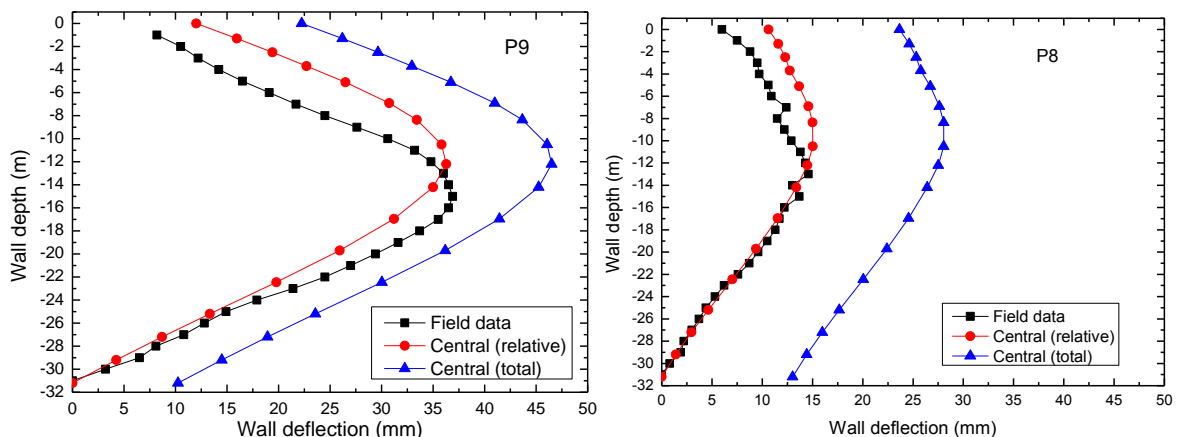 P9
Wall depth (m)
0
-2
-4
-6
-8
-10
-12
-14
-16
-18
-20
-22
-24
-26
-28
-30
-32
Field data
Central (relative)
Central (total)
0 5 10 15 20 25 30 35 40 45 50
Wall deflection (mm)
P8
Wall depth (m)
0
-2
-4
-6
-8
-10
-12
-14
-16
-18
-20
-22
-24
-26
-28
-30
-32
Field data
Central (relative)
Central (total)
0 5 10 15 20 25 30 35 40 45 50
Wall deflection (mm)